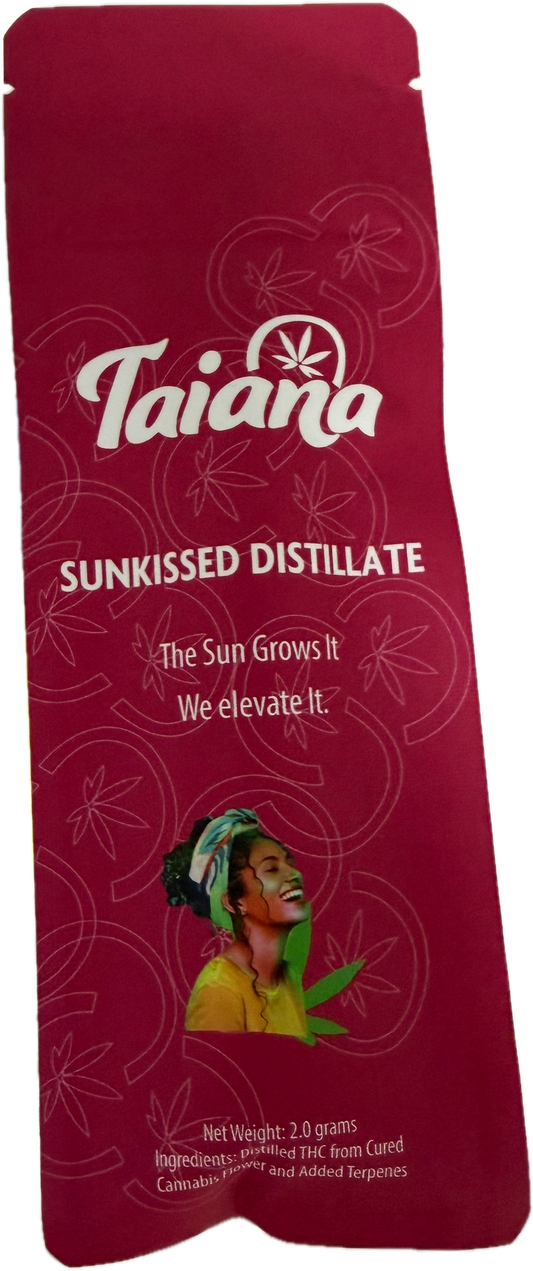 Taiana
SUNKISSED DISTILLATE
The Sun Grows It
We elevate It.
Net Weight: 2.0 grams
Ingredients: Distilled THC from Cured
Cannabis Flower and Added Terpenes